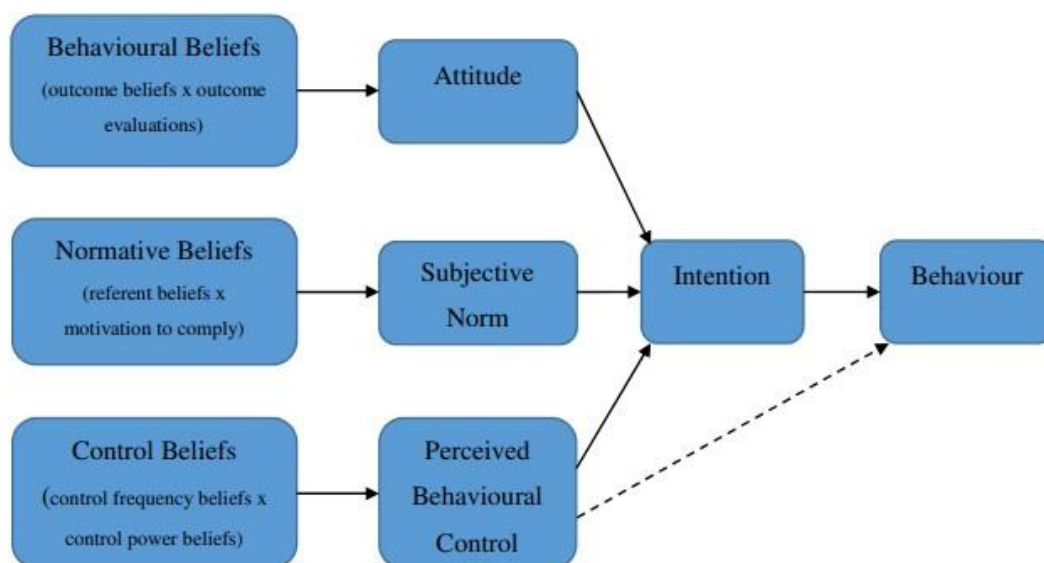 Behavioural Beliefs
(outcome beliefs x outcome
evaluations)
Attitude
Normative Beliefs
(referent beliefs x
motivation to comply)
Subjective
Norm
Intention
Behaviour
Control Beliefs
(control frequency beliefs x
control power beliefs)
Perceived
Behavioural
Control